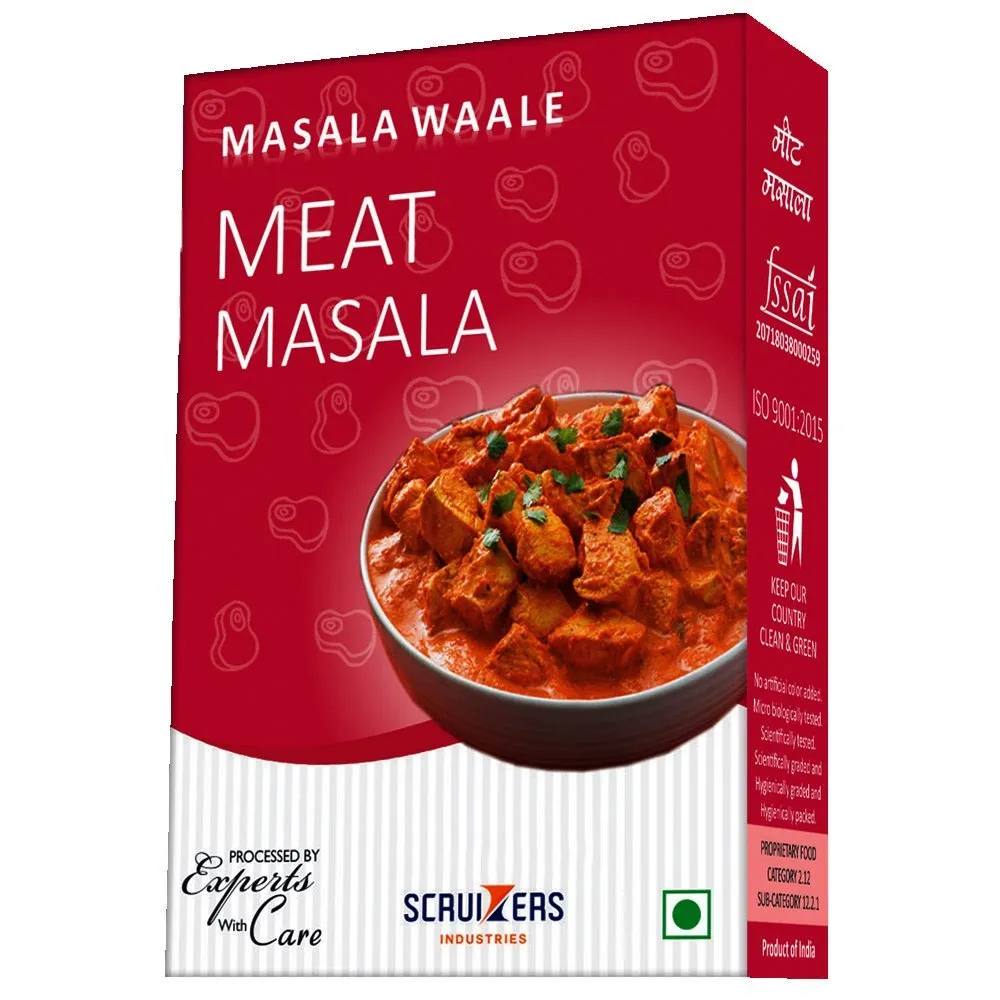 MASALA WAALE
MEAT
MASALA
PROCESSED BY
Experts
With Care
SCRUIZERS
INDUSTRIES
मीट
मसाला
fssai
20718038000259
ISO 9001:2015
KEEP OUR
COUNTRY
CLEAN & GREEN
No artificial color added.
Micro biologically tested.
Scientifically tested.
Scientifically graded and
Hygienically graded and
Hygienically packed.
PROPRIETARY FOOD
CATEGORY 2.12
SUB-CATEGORY 12.2.1
Product of India